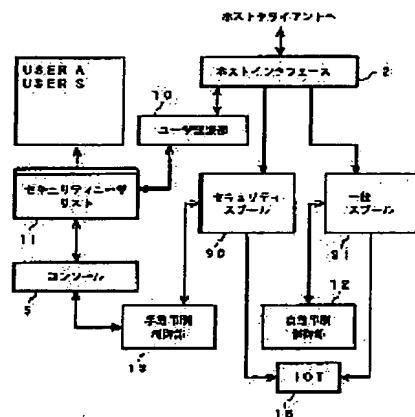 ホストクライアントへ
USER A
USER S
ホストインタフェース
2
10
ユーザ認識部
セキュリティユーザ
リスト
セキュリティ
スプール
一般
スプール
11
90
91
コンソール
12
5
手動印刷
制御部
自動印刷
制御部
13
IOT